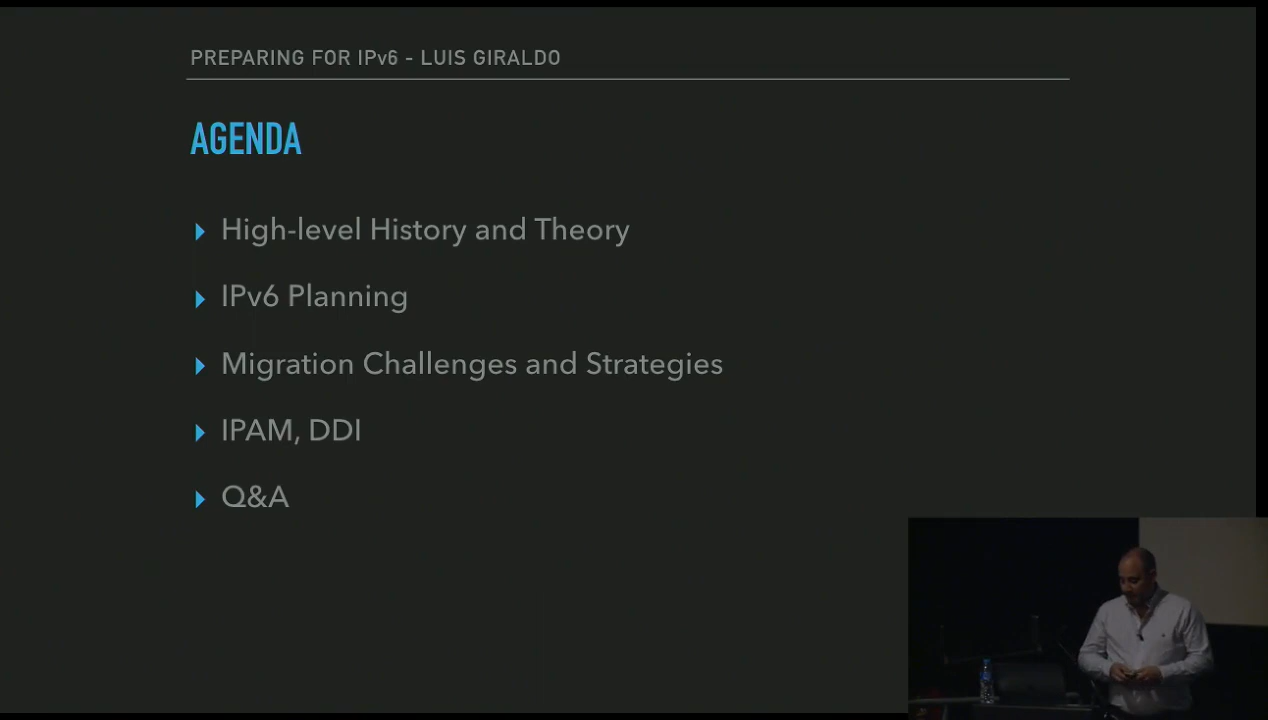 PREPARING FOR IPv6 - LUIS GIRALDO
AGENDA
High-level History and Theory
IPv6 Planning
Migration Challenges and Strategies
IPAM, DDI
Q&A